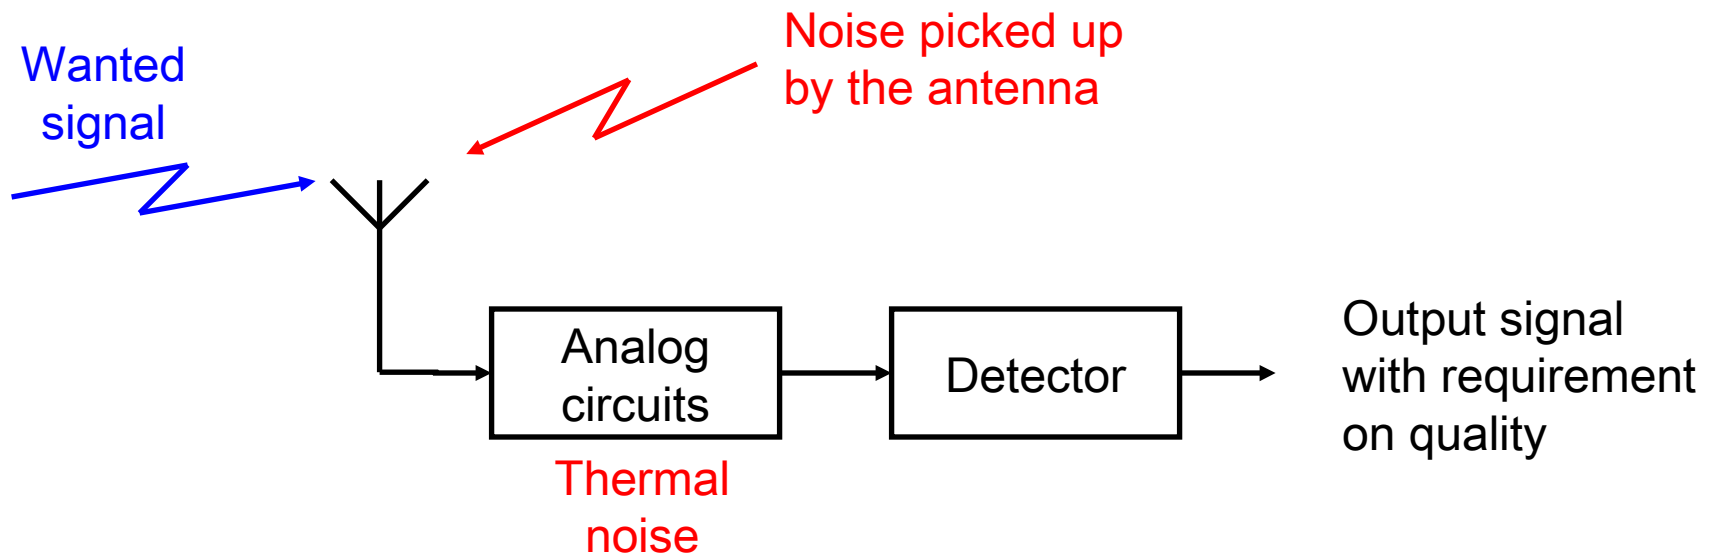 Wanted
signal
Noise picked up
by the antenna
Analog
circuits
Thermal
noise
Detector
Output signal
with requirement
on quality